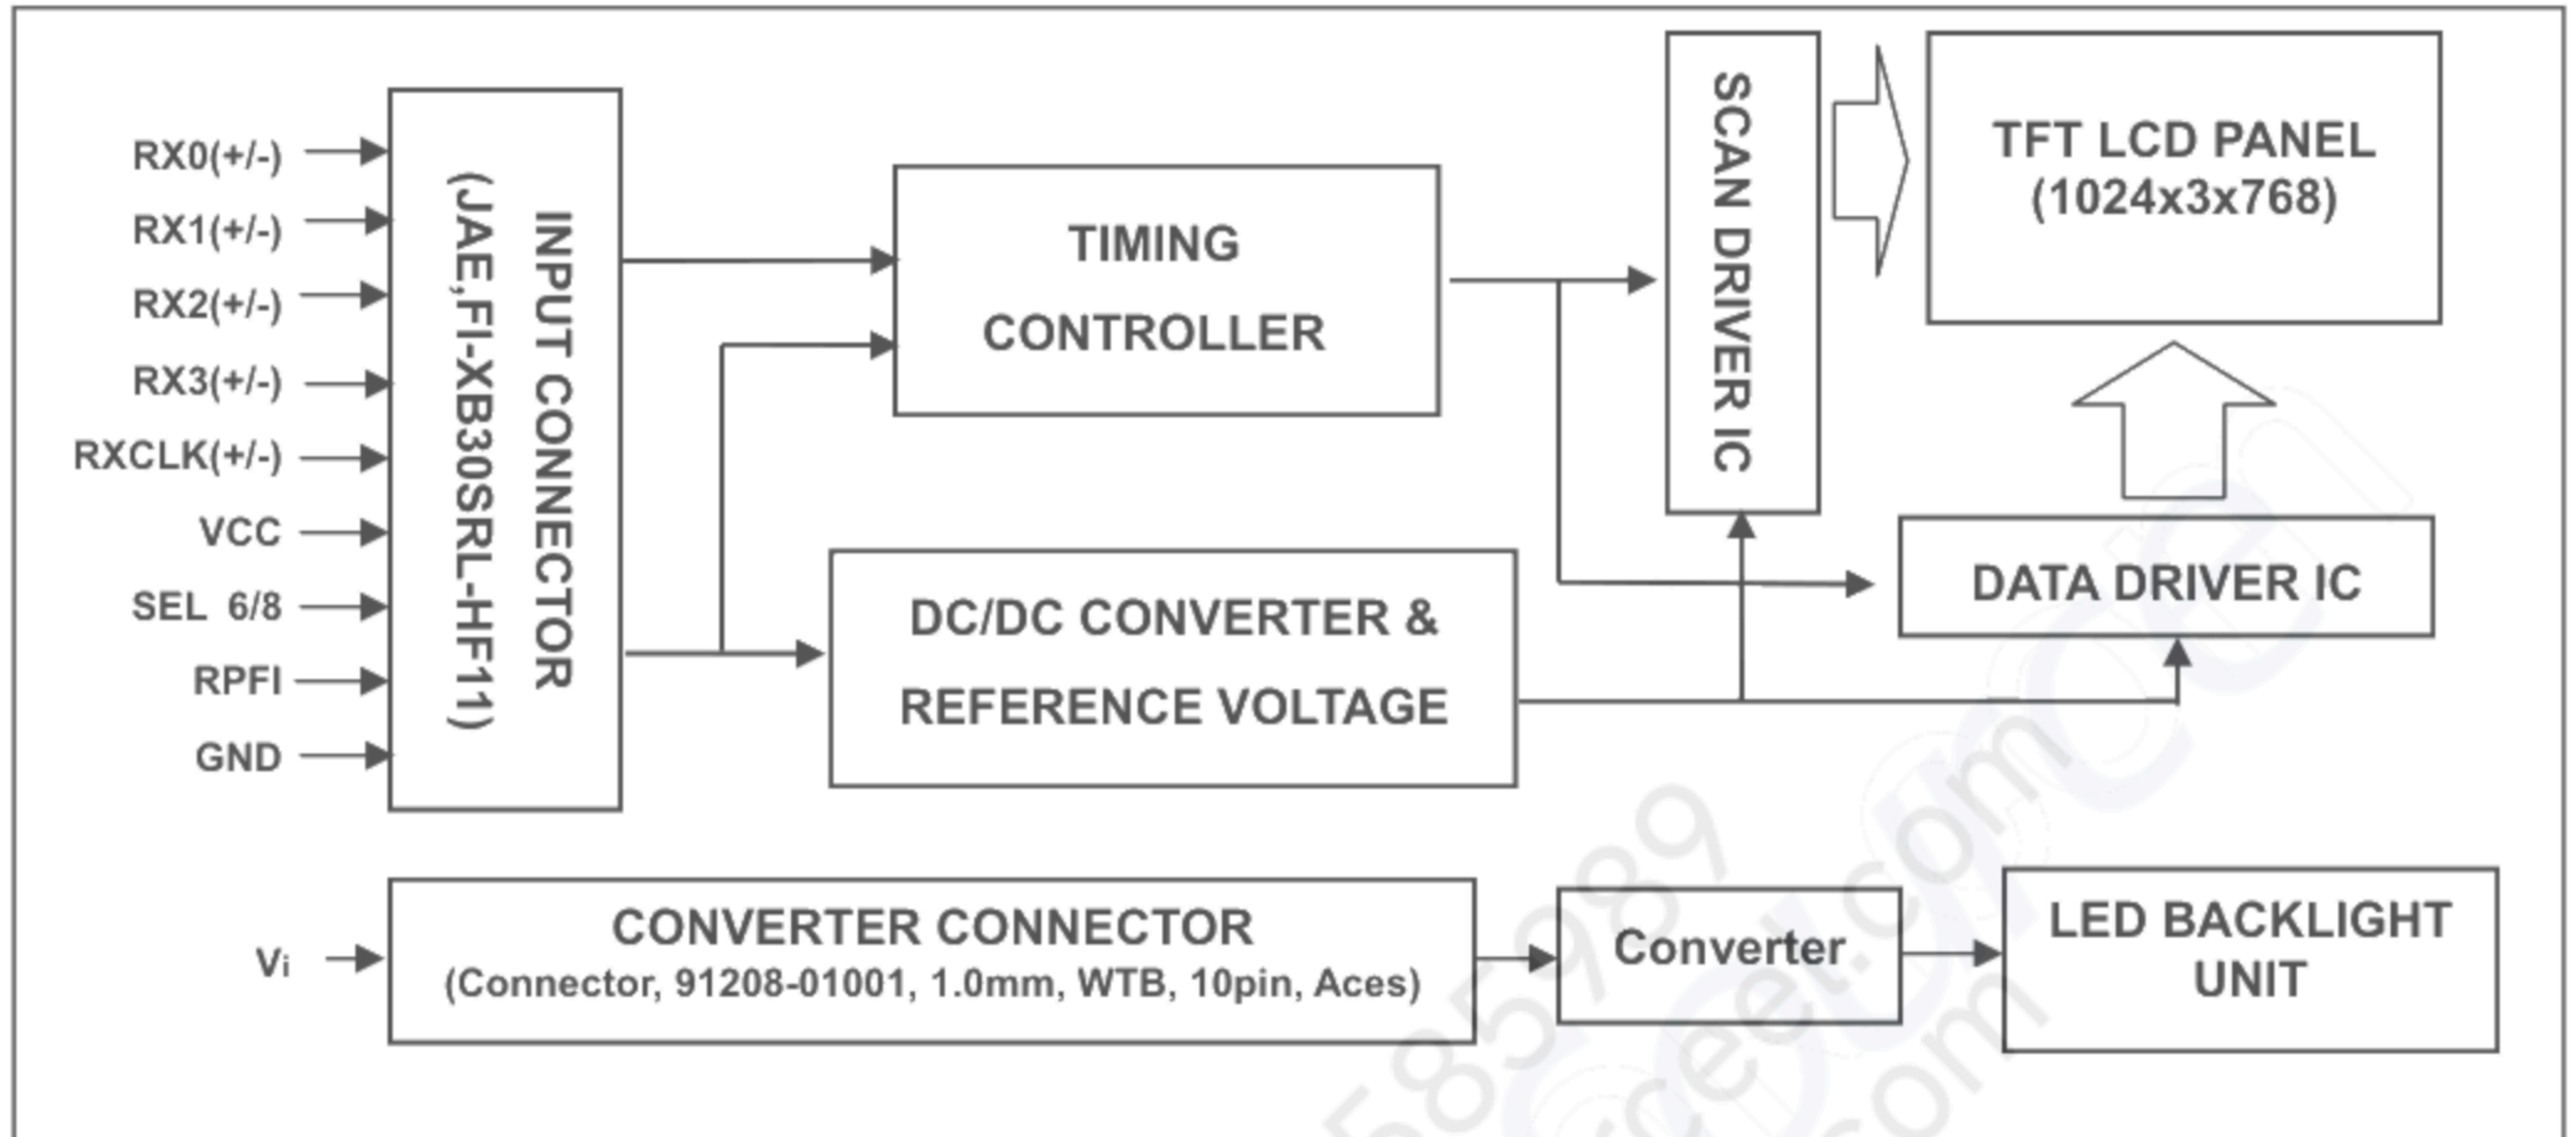 RX0(+/-)
RX1(+/-)
RX2(+/-)
RX3(+/-)
RXCLK(+/-)
VCC
SEL 6/8
RPFI
GND
INPUT CONNECTOR
(JAE,FI-XB30SRL-HF11)
TIMING
CONTROLLER
DC/DC CONVERTER &
REFERENCE VOLTAGE
SCAN DRIVER IC
TFT LCD PANEL
(1024x3x768)
DATA DRIVER IC
Vi
CONVERTER CONNECTOR
(Connector, 91208-01001, 1.0mm, WTB, 10pin, Aces)
Converter
LED BACKLIGHT
UNIT